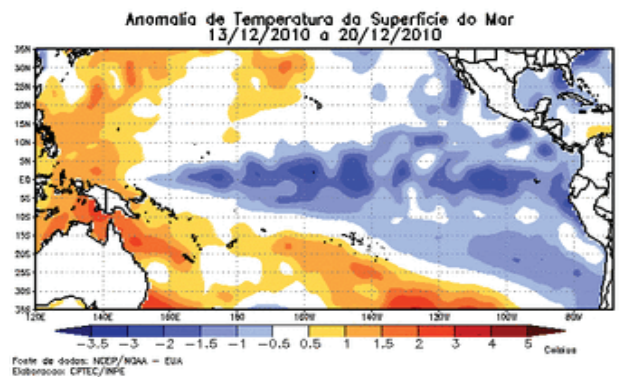 Anomalia de Temperatura da Superfície do Mar
13/12/2010 a 20/12/2010
35N
30N
25N
20N
15N
10N
5N
EQ
5S
10S
15S
20S
25S
30S
35S
120E 140E 160E 180 160W 140W 120W 100W 80W
-3.5 -3 -2 -1.5 -1 -0.5 0.5 1 1.5 2 3 4 5 Celsius
Fonte de dados: NCEP/NOAA - EUA
Elaboracao: CPTEC/INPE